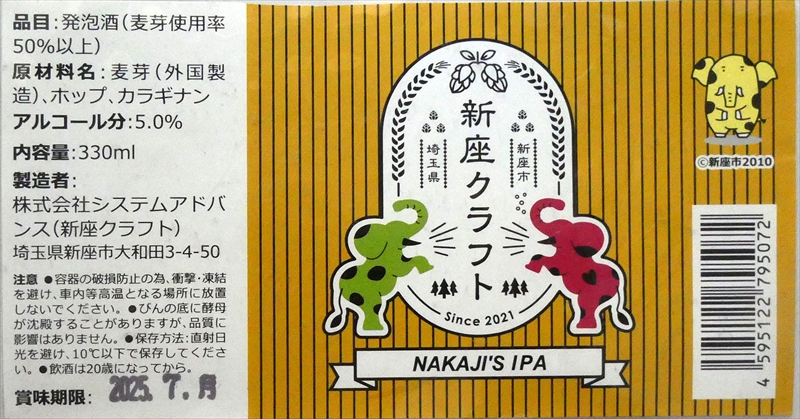 品目:発泡酒(麦芽使用率
50%以上)
原材料名:麦芽(外国製
造)、ホップ、カラギナン
アルコール分:5.0%
内容量:330ml
製造者:
株式会社システムアドバ
ンス(新座クラフト)
埼玉県新座市大和田3-4-50
注意 ●容器の破損防止の為、衝撃・凍結
を避け、車内等高温となる場所に放置
しないでください。●びんの底に酵母
が沈殿することがありますが、品質に
影響はありません。●保存方法:直射日
光を避け、10℃以下で保存してくださ
い。●飲酒は20歳になってから。
賞味期限: 2025. 7. 月
新座クラフト
新座市
埼玉県
Since 2021
NAKAJI'S IPA
©新座市2010
4 595122 795072